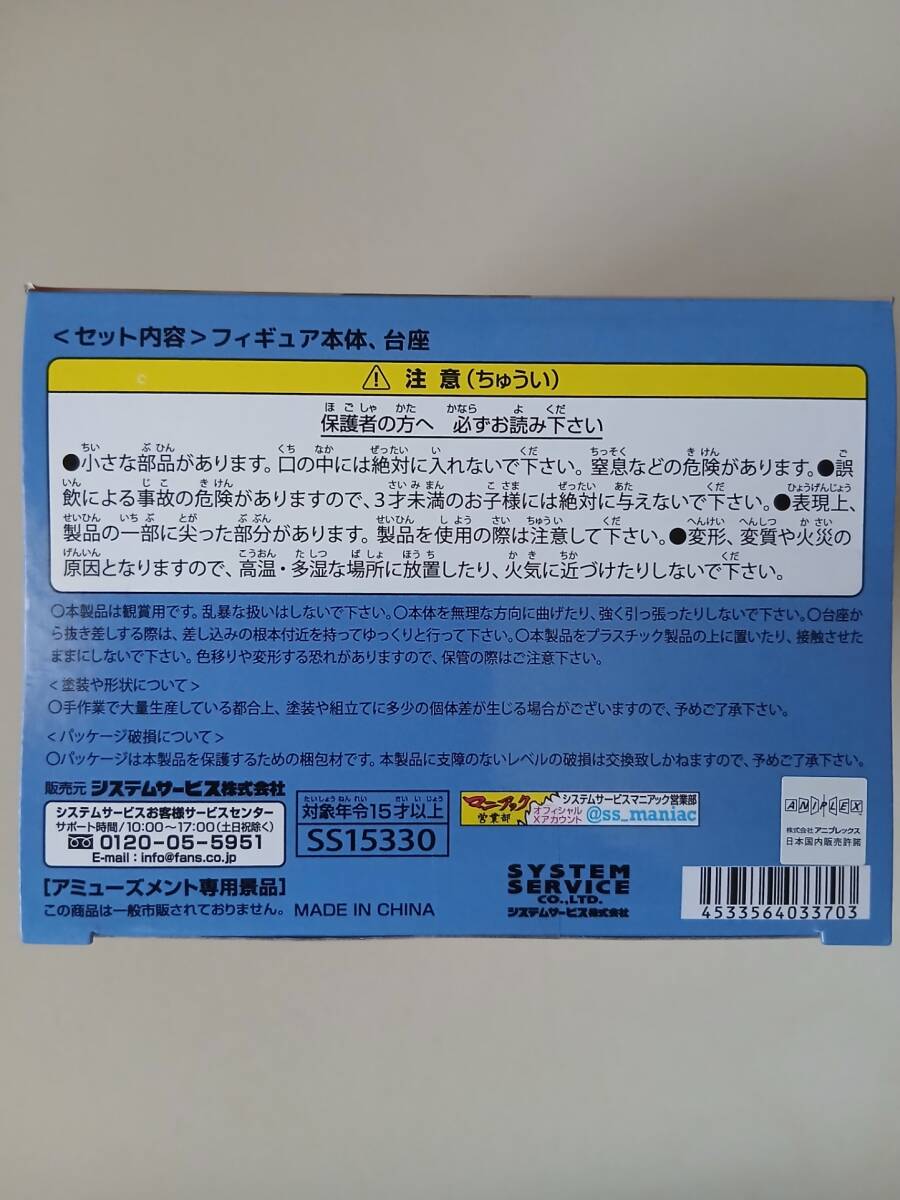 <セット内容>フィギュア本体、台座
⚠ 注意(ちゅうい)
保護者の方へ 必ずお読み下さい
●小さな部品があります。口の中には絶対に入れないで下さい。窒息などの危険があります。●誤
飲による事故の危険がありますので、3才未満のお子様には絶対に与えないで下さい。●表現上、
製品の一部に尖った部分があります。製品を使用の際は注意して下さい。●変形、変質や火災の
原因となりますので、高温・多湿な場所に放置したり、火気に近づけたりしないで下さい。
○本製品は観賞用です。乱暴な扱いはしないで下さい。○本体を無理な方向に曲げたり、強く引っ張ったりしないで下さい。○台座か
ら抜き差しする際は、差し込みの根本付近を持ってゆっくりと行って下さい。○本製品をプラスチック製品の上に置いたり、接触させた
ままにしないで下さい。色移りや変形する恐れがありますので、保管の際はご注意下さい。
<塗装や形状について>
○手作業で大量生産している都合上、塗装や組立てに多少の個体差が生じる場合がございますので、予めご了承下さい。
<パッケージ破損について>
○パッケージは本製品を保護するための梱包材です。本製品に支障のないレベルの破損は交換致しかねますので、予めご了承下さい。
販売元 システムサービス株式会社
システムサービスお客様サービスセンター
サポート時間/10:00〜17:00(土日祝除く)
0120-05-5951
E-mail:info@fans.co.jp
対象年令15才以上
SS15330
マニアック
営業部
オフィシャル
Xアカウント
システムサービスマニアック営業部
@ss_maniac
ANIPLEX
株式会社アニプレックス
日本国内販売許諾
[アミューズメント専用景品]
この商品は一般市販されておりません。 MADE IN CHINA
SYSTEM
SERVICE
CO.,LTD.
システムサービス株式会社
4533564033703